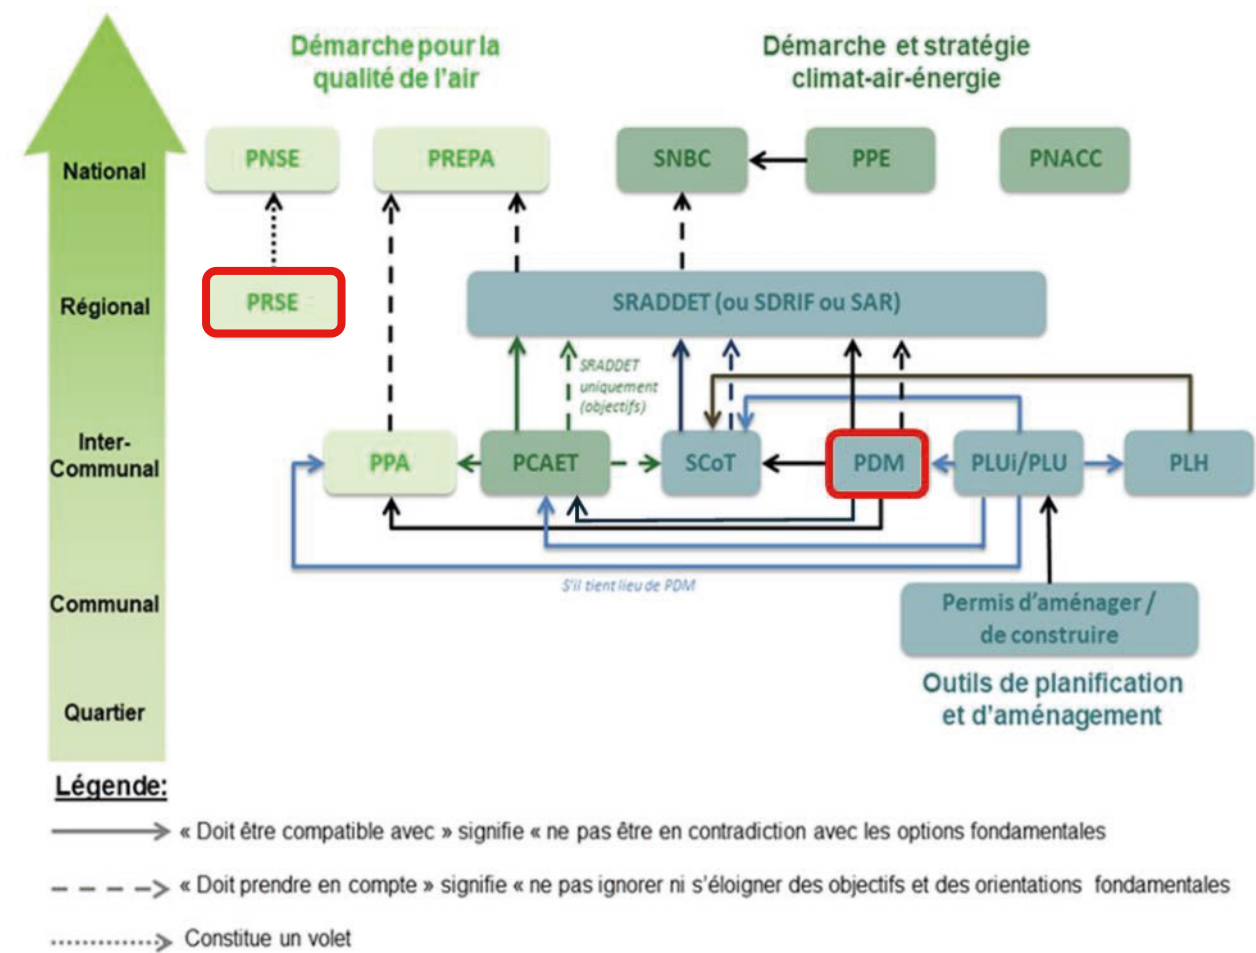 Démarche pour la
qualité de l'air
Démarche et stratégie
climat-air-énergie
National
PNSE
PREPA
SNBC
PPE
PNACC
Régional
PRSE
SRADDET (ou SDRIF ou SAR)
SRADDET
uniquement
(objectifs)
Inter-
Communal
PPA
PCAET
SCoT
PDM
PLUi/PLU
PLH
S'il tient lieu de PDM
Communal
Permis d'aménager /
de construire
Quartier
Outils de planification
et d'aménagement
Légende:
« Doit être compatible avec » signifie « ne pas être en contradiction avec les options fondamentales
« Doit prendre en compte » signifie « ne pas ignorer ni s'éloigner des objectifs et des orientations fondamentales
Constitue un volet